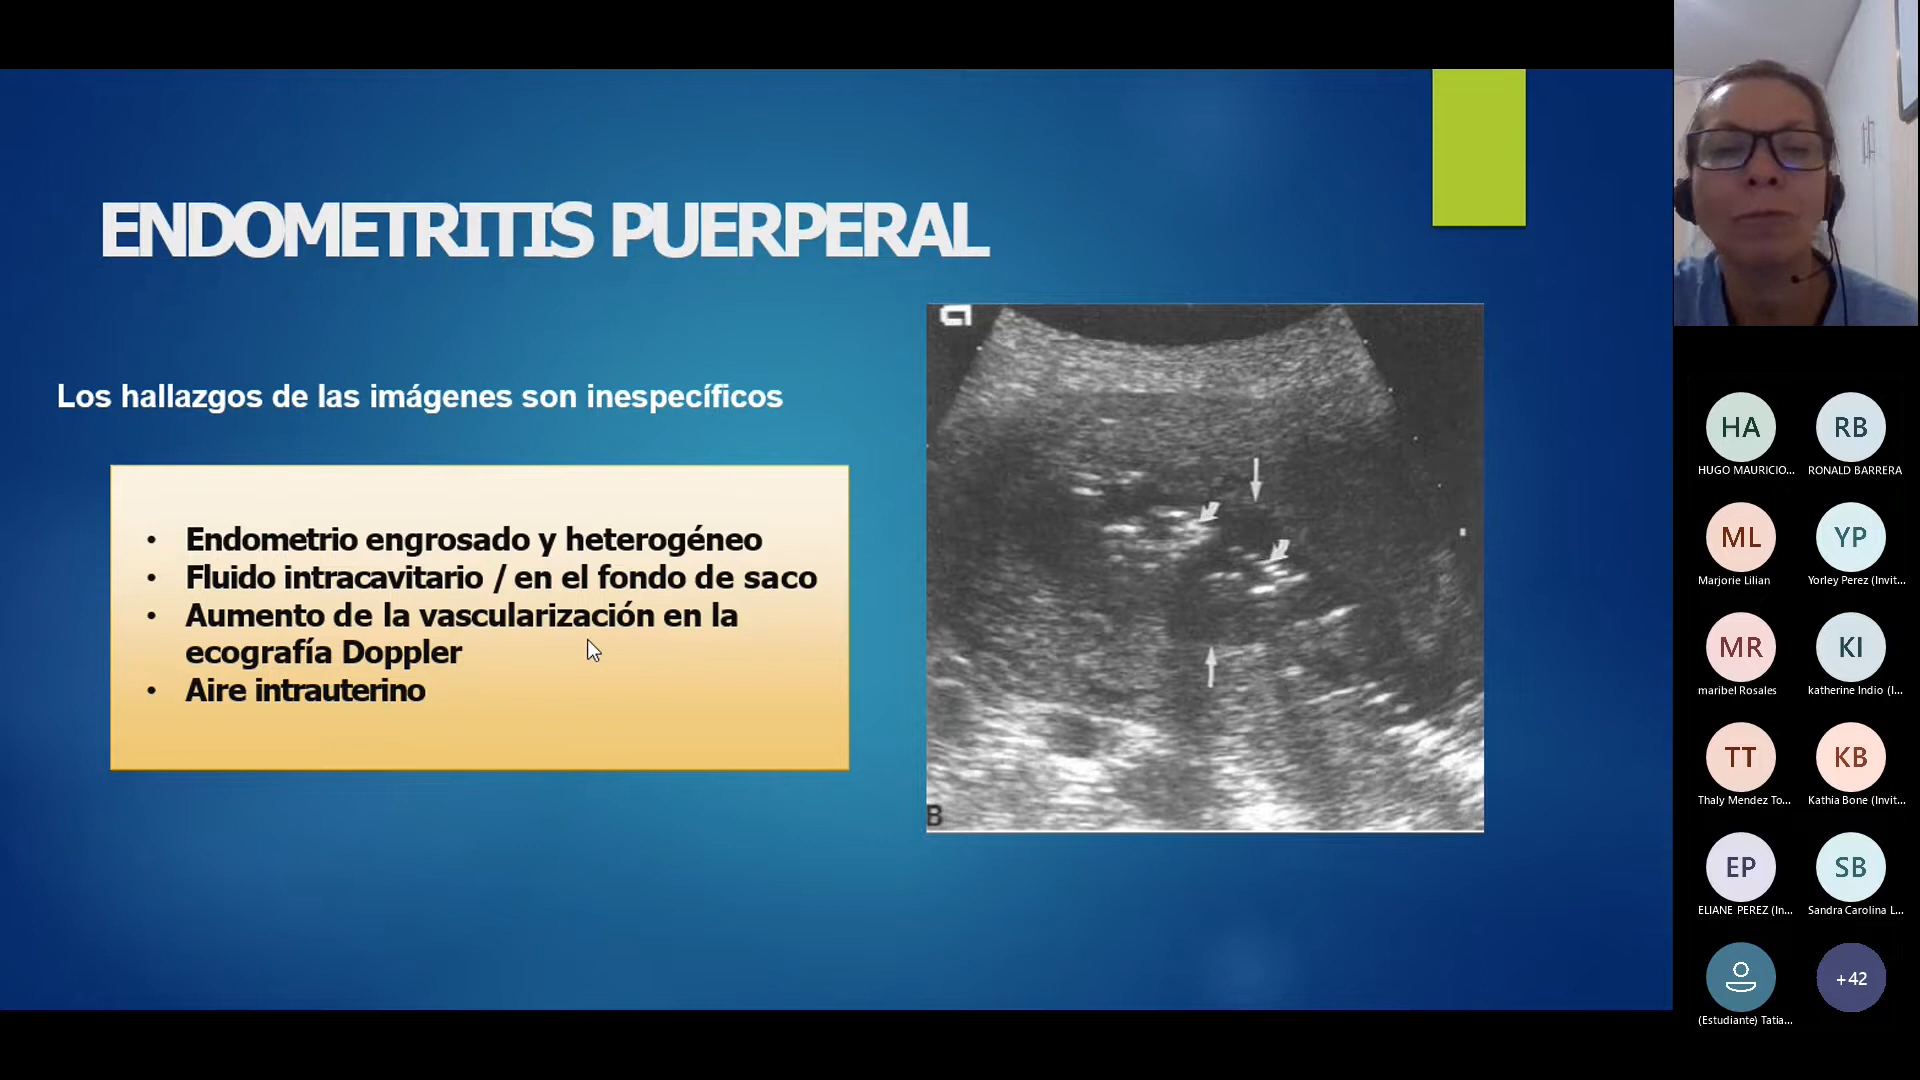 ENDOMETRITIS PUERPERAL
Los hallazgos de las imágenes son inespecíficos
• Endometrio engrosado y heterogéneo
• Fluido intracavitario / en el fondo de saco
• Aumento de la vascularización en la
ecografía Doppler
• Aire intrauterino
B
HA RB
HUGO MAURICIO... RONALD BARRERA
ML YP
Marjorie Lilian Yorley Perez (Invit...
MR KI
maribel Rosales katherine Indio (I...
TT KB
Thaly Mendez To... Kathia Bone (Invit...
EP SB
ELIANE PEREZ (In... Sandra Carolina L...
+42
(Estudiante) Tatia...